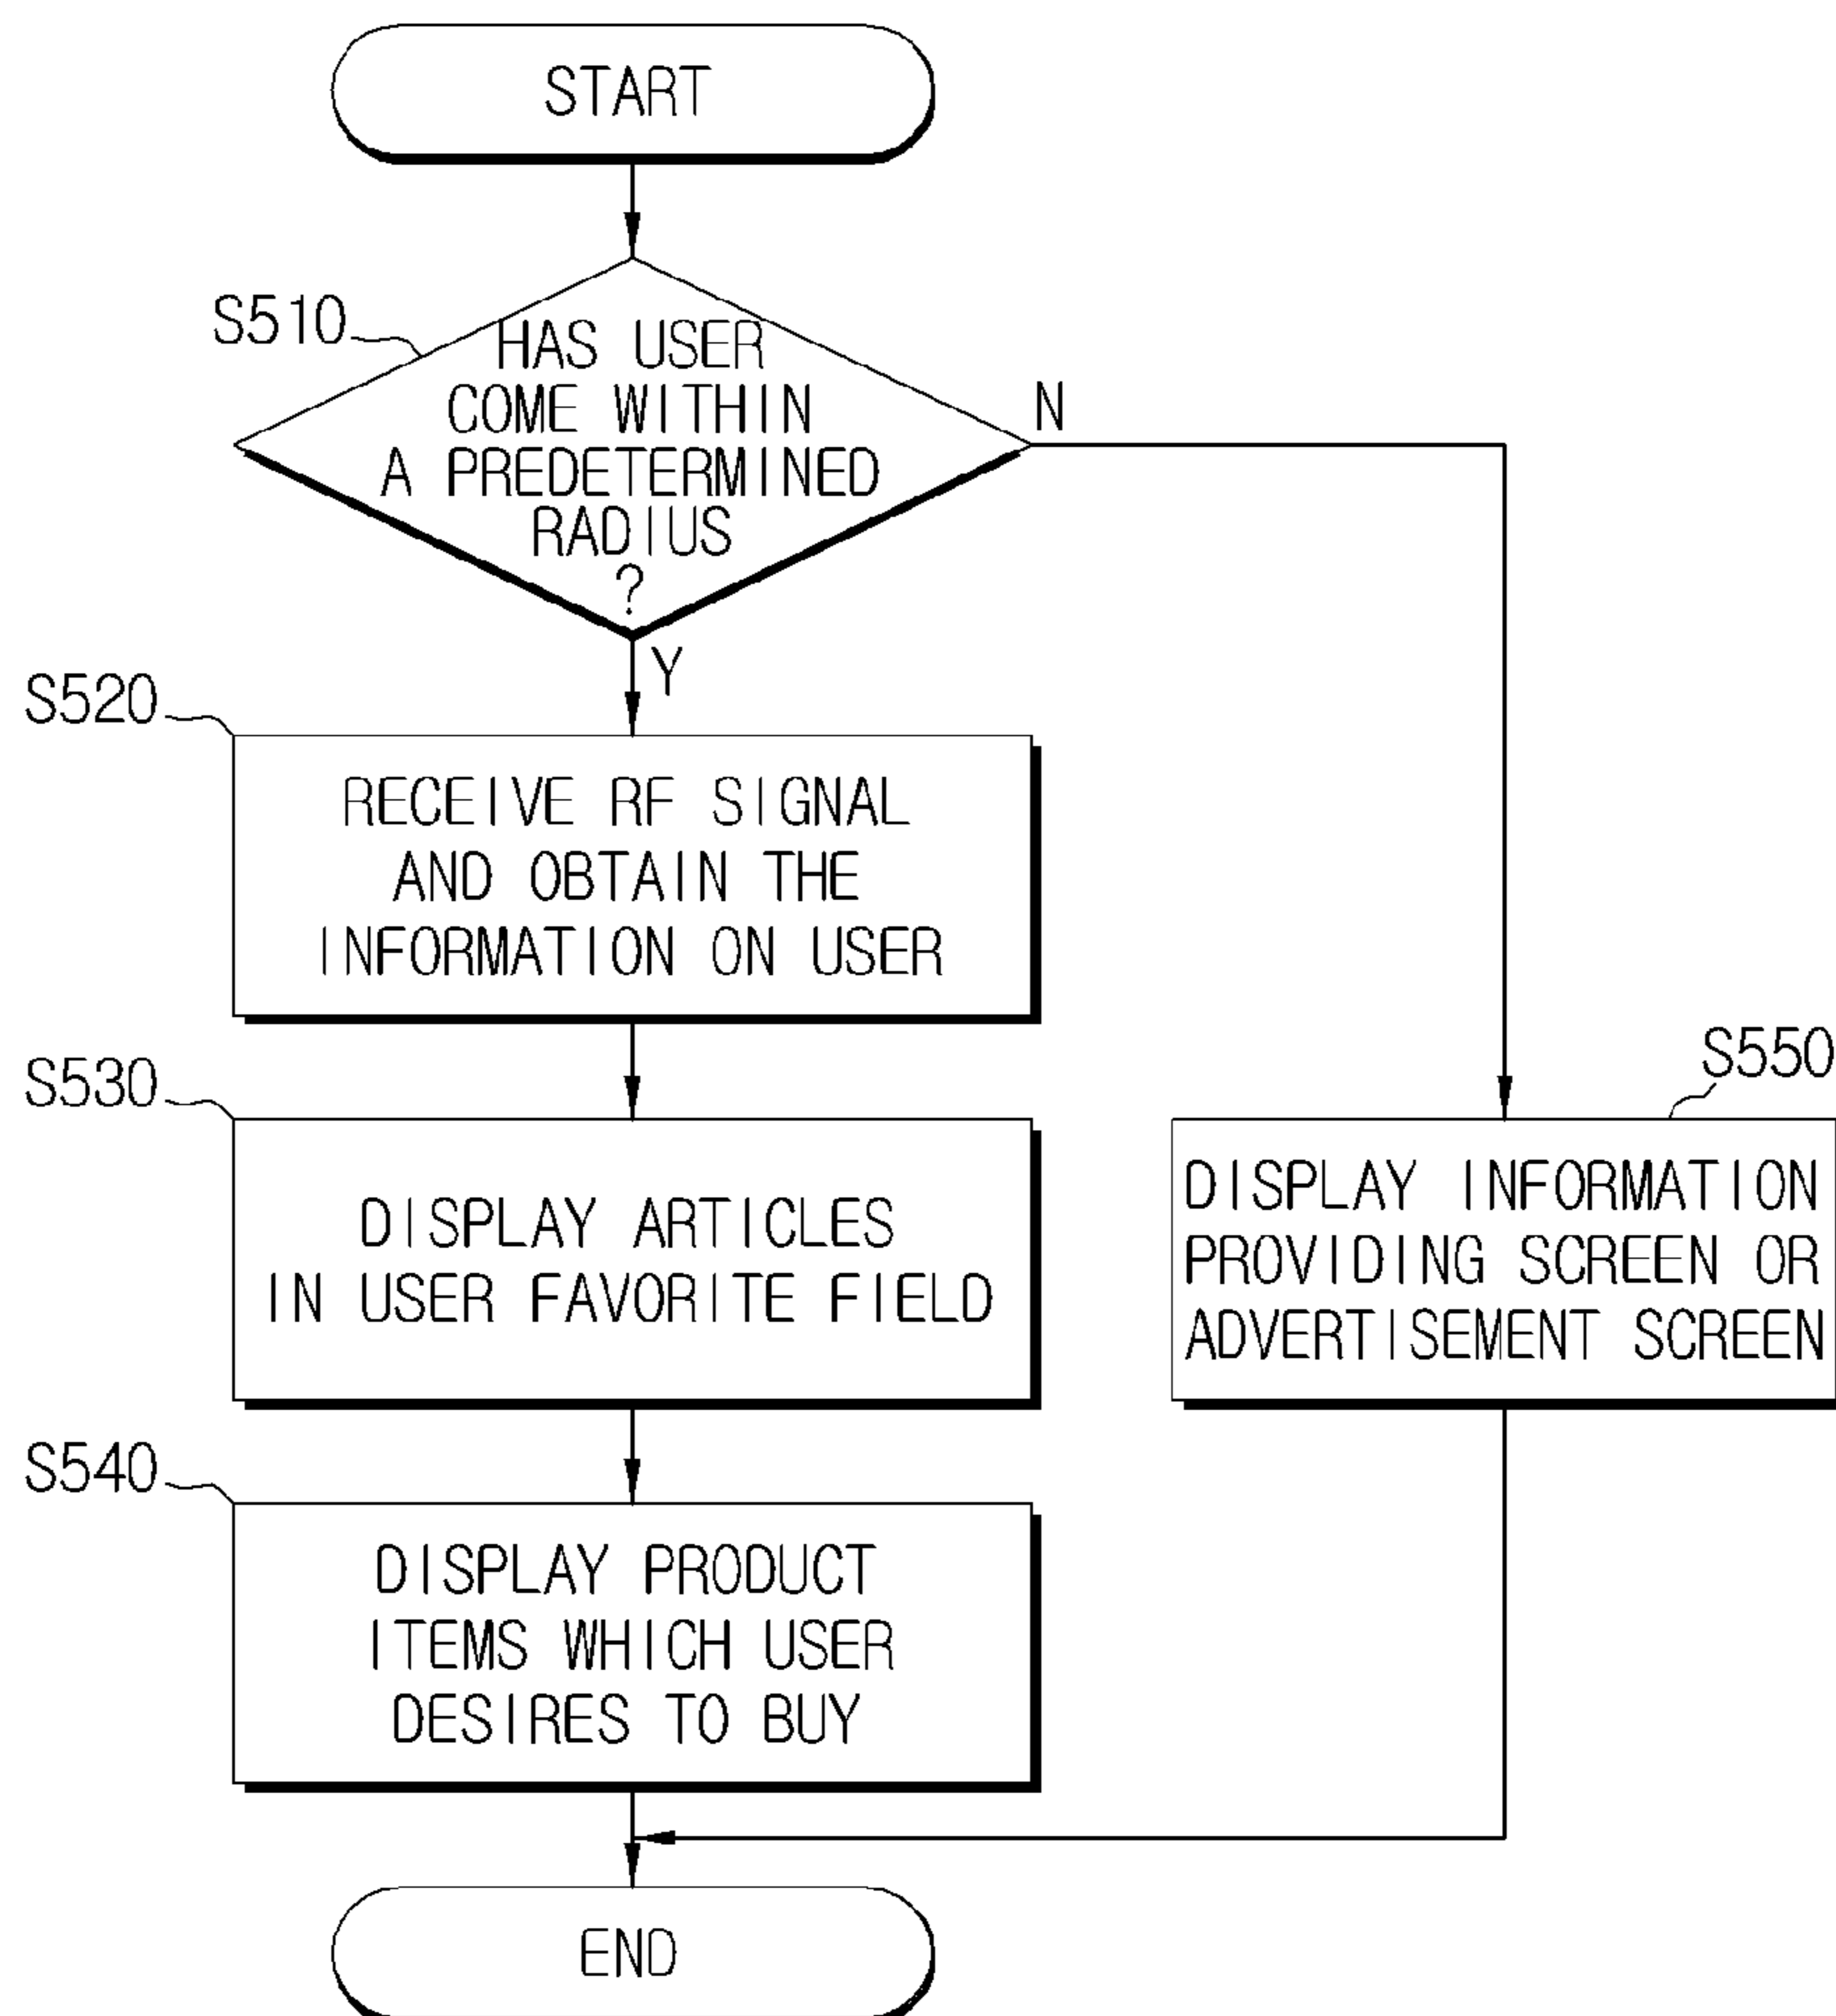 START
S510
HAS USER
COME WITHIN
A PREDETERMINED
RADIUS
?
N
Y
S520
RECEIVE RF SIGNAL
AND OBTAIN THE
INFORMATION ON USER
S530
DISPLAY ARTICLES
IN USER FAVORITE FIELD
S550
DISPLAY INFORMATION
PROVIDING SCREEN OR
ADVERTISEMENT SCREEN
S540
DISPLAY PRODUCT
ITEMS WHICH USER
DESIRES TO BUY
END